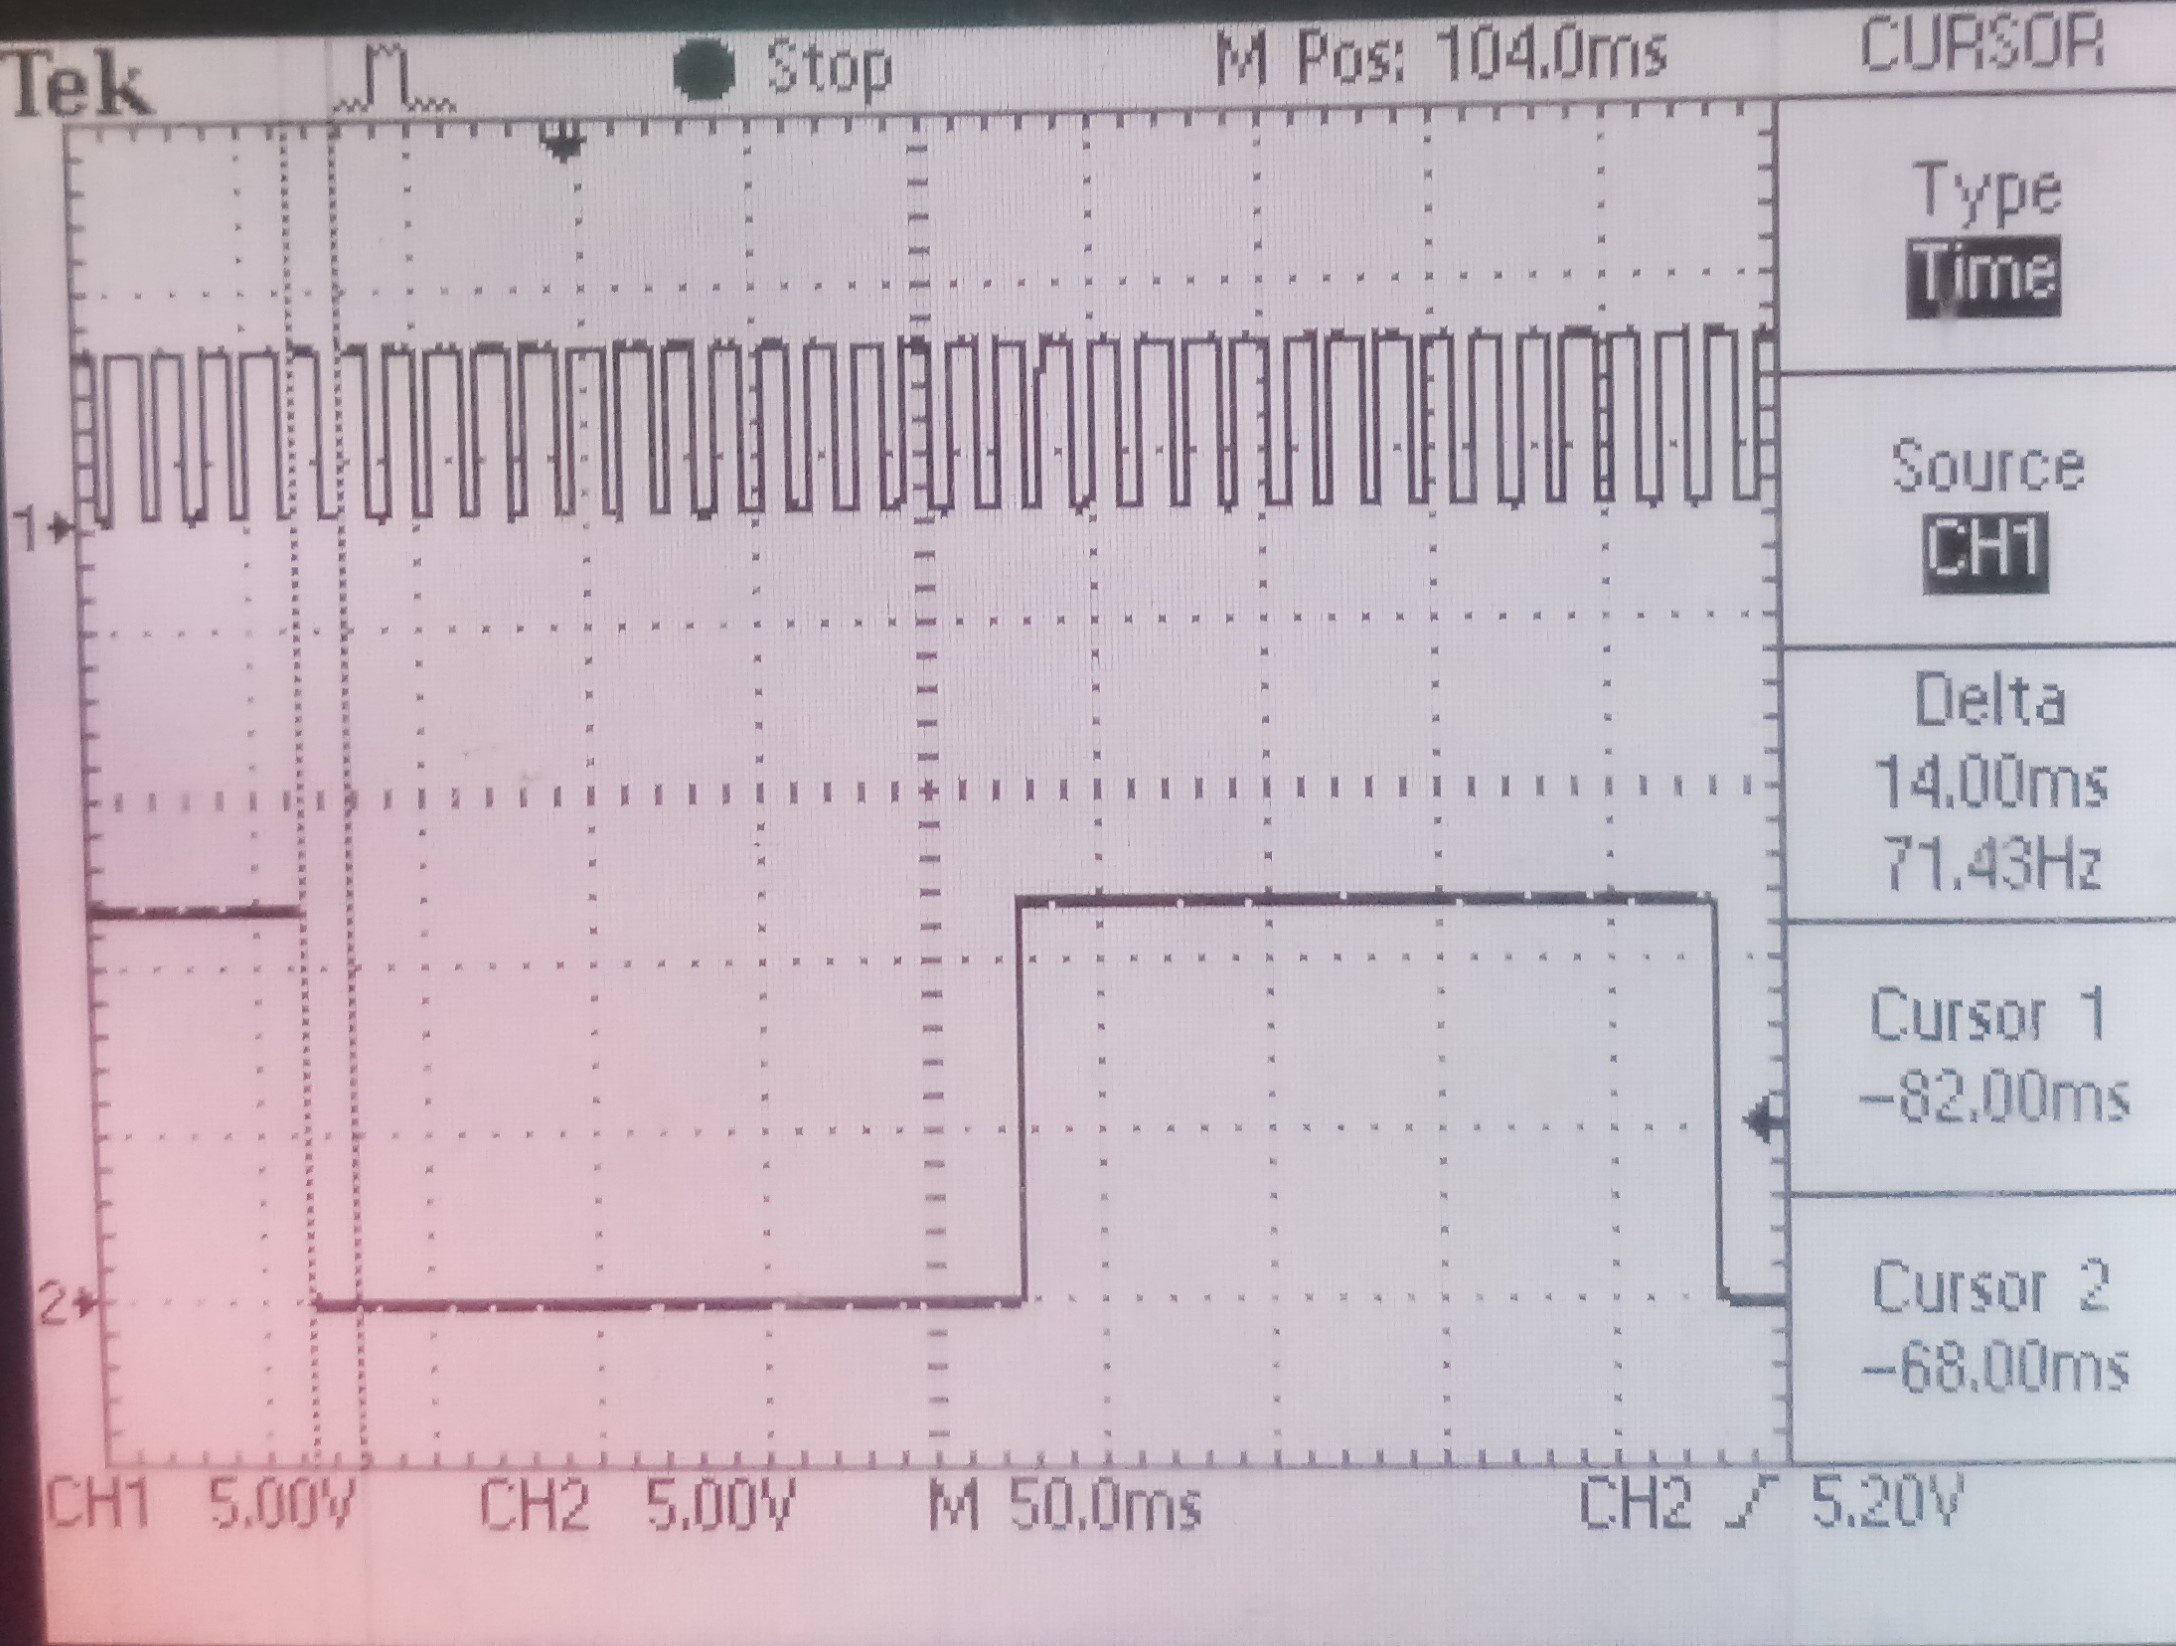 Tek Stop M Pos: 104.0ms CURSOR
Type
Time
Source
CH1
Delta
14.00ms
71.43Hz
Cursor 1
-82.00ms
Cursor 2
-68.00ms
1
2
CH1 5.00V CH2 5.00V M 50.0ms CH2 5.20V